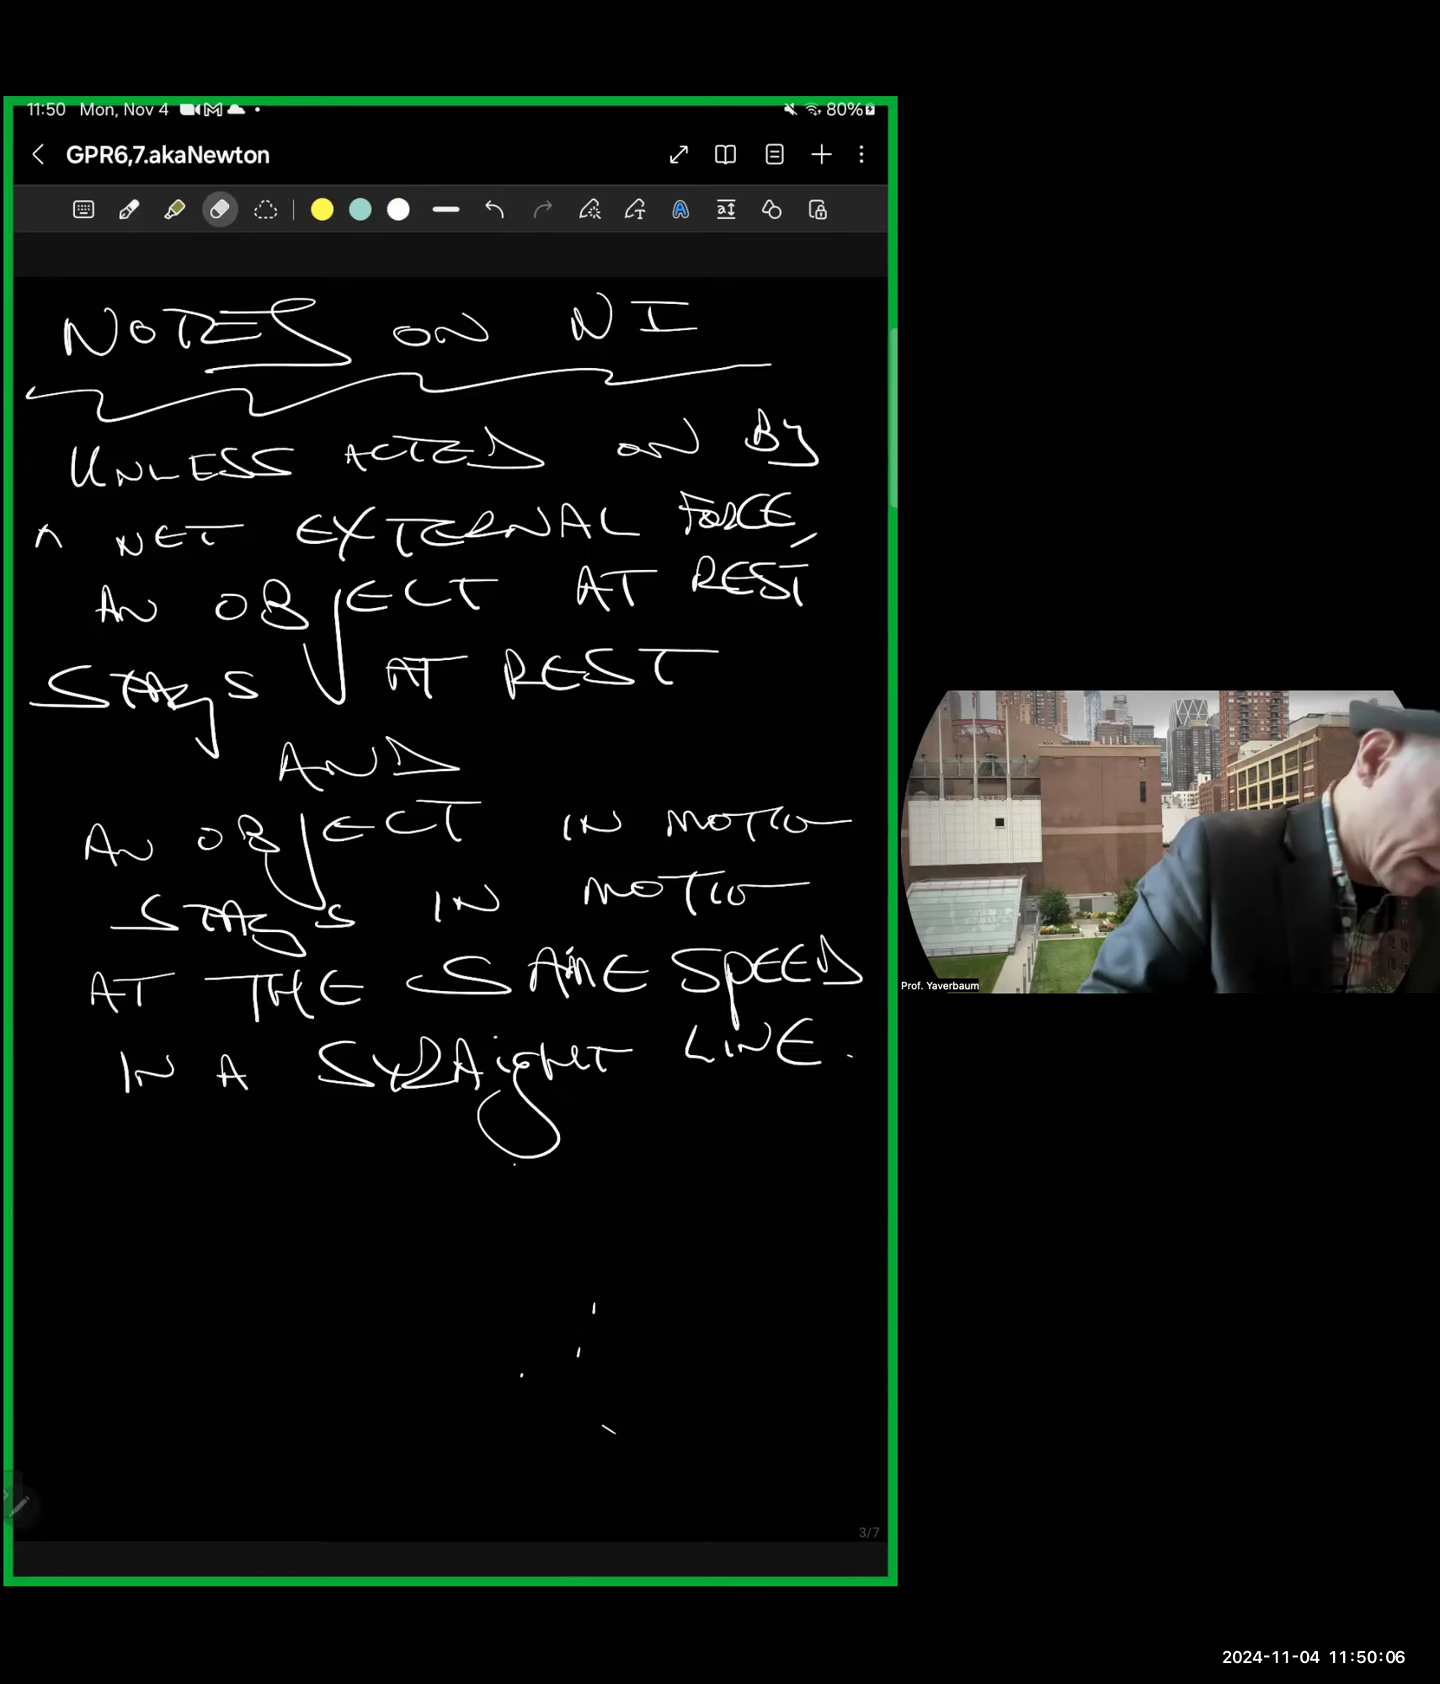 11:50 Mon, Nov 4
80%
GPR6,7.akaNewton
NOTES ON NI
UNLESS ACTED ON BY
A NET EXTERNAL FORCE,
AN OBJECT AT REST
STAYS AT REST
AND
AN OBJECT IN MOTION
STAYS IN MOTION
AT THE SAME SPEED
IN A STRAIGHT LINE.
3/7
Prof. Yaverbaum
2024-11-04 11:50:06